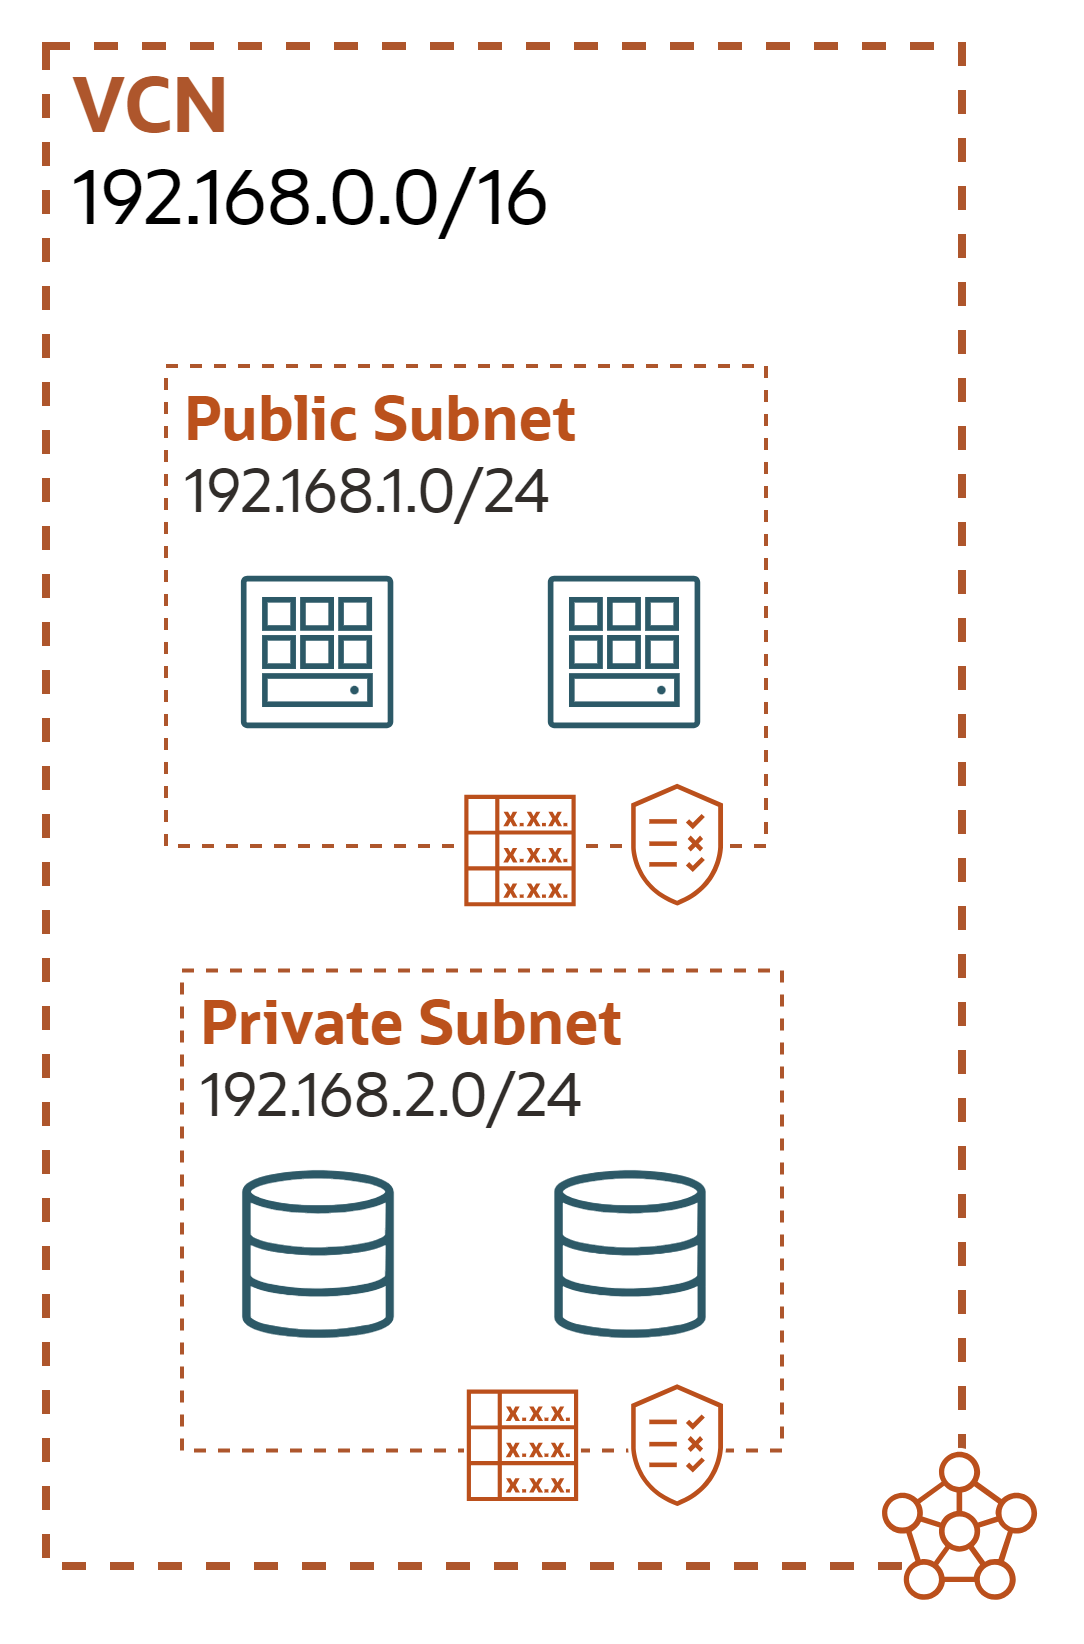 VCN
192.168.0.0/16
Public Subnet
192.168.1.0/24
x.x.x.
x.x.x.
x.x.x.
Private Subnet
192.168.2.0/24
x.x.x.
x.x.x.
x.x.x.